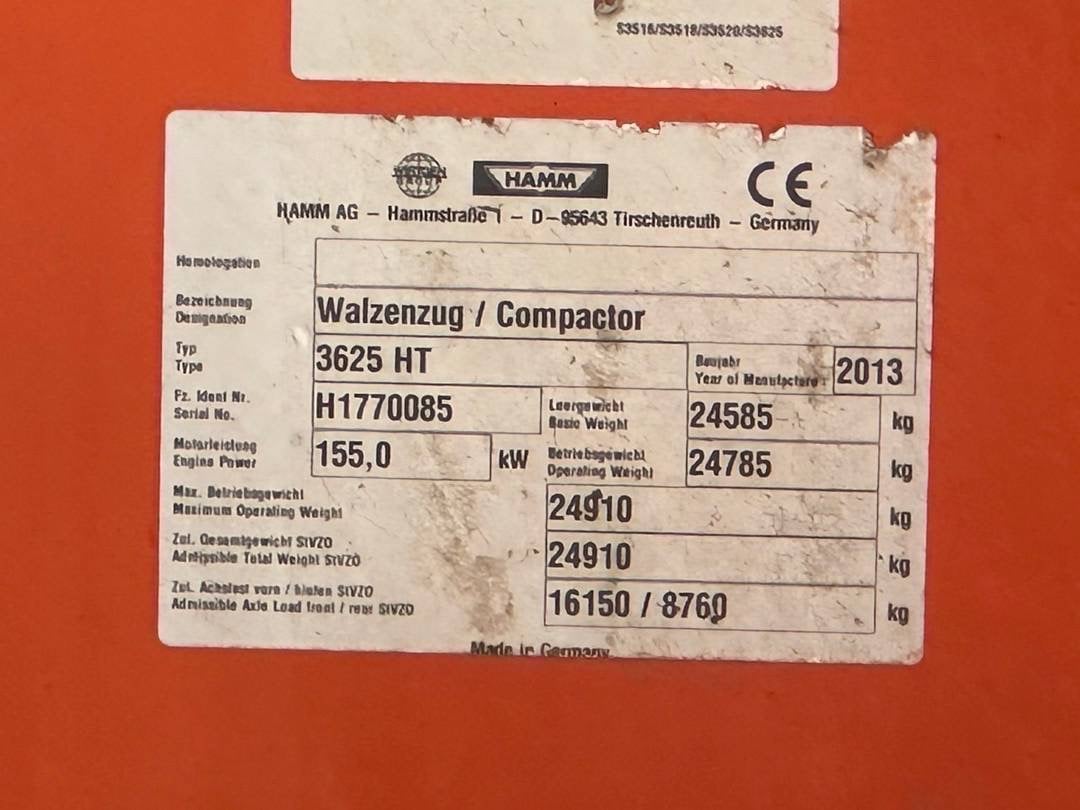 S3516/S3518/S3520/S3625
WIRTGEN GROUP
HAMM
CE
HAMM AG – Hammstraße 1 – D–95643 Tirschenreuth – Germany
Homologation
Bezeichnung
Designation
Walzenzug / Compactor
Typ
Type
3625 HT
Baujahr
Year of Manufacture :
2013
Fz. Ident Nr.
Serial No.
H1770085
Leergewicht
Basic Weight
24585
kg
Motorleistung
Engine Power
155,0
kW
Betriebsgewicht
Operating Weight
24785
kg
Max. Betriebsgewicht
Maximum Operating Weight
24910
kg
Zul. Gesamtgewicht StVZO
Admissible Total Weight StVZO
24910
kg
Zul. Achslast vorn / hinten StVZO
Admissible Axle Load front / rear StVZO
16150 / 8760
kg
Made in Germany